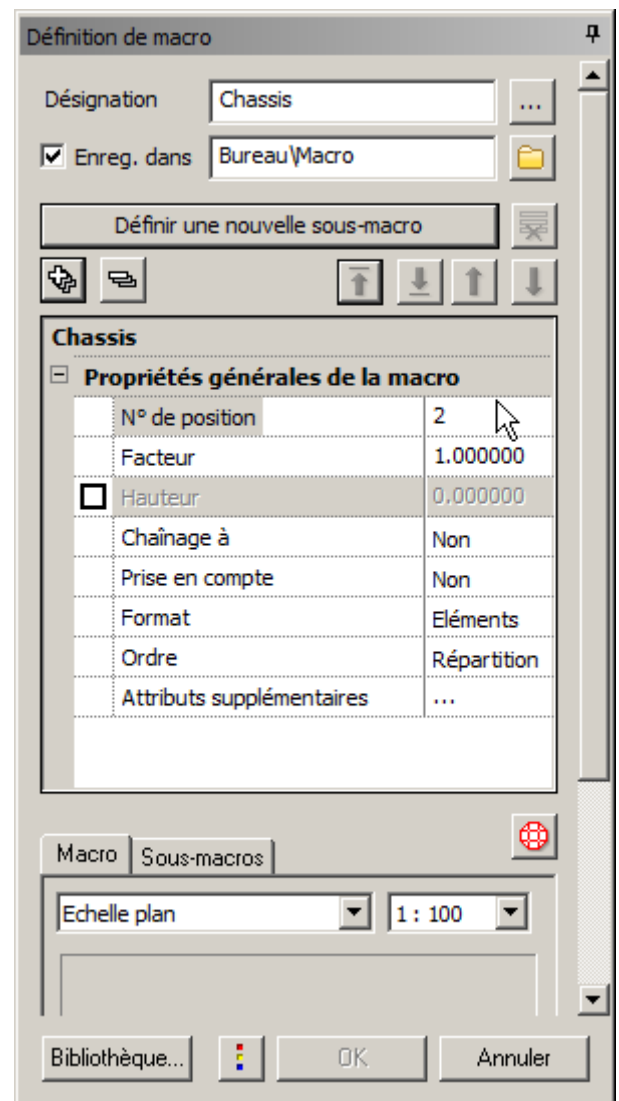 Définition de macro
Désignation Chassis ...
Enreg. dans Bureau\Macro
Définir une nouvelle sous-macro
Chassis
Propriétés générales de la macro
N° de position 2
Facteur 1.000000
Hauteur 0.000000
Chaînage à Non
Prise en compte Non
Format Eléments
Ordre Répartition
Attributs supplémentaires ...
Macro Sous-macros
Echelle plan 1 : 100
Bibliothèque... OK Annuler